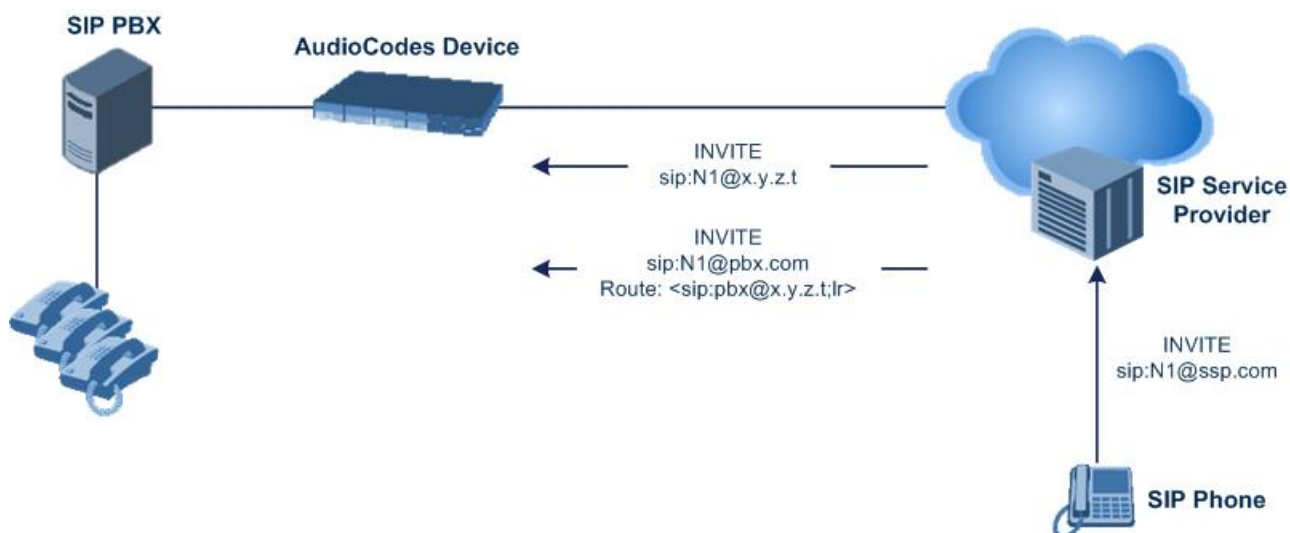 SIP PBX
AudioCodes Device
INVITE
sip:N1@x.y.z.t
SIP Service
Provider
INVITE
sip:N1@pbx.com
Route: <sip:pbx@x.y.z.t;lr>
INVITE
sip:N1@ssp.com
SIP Phone